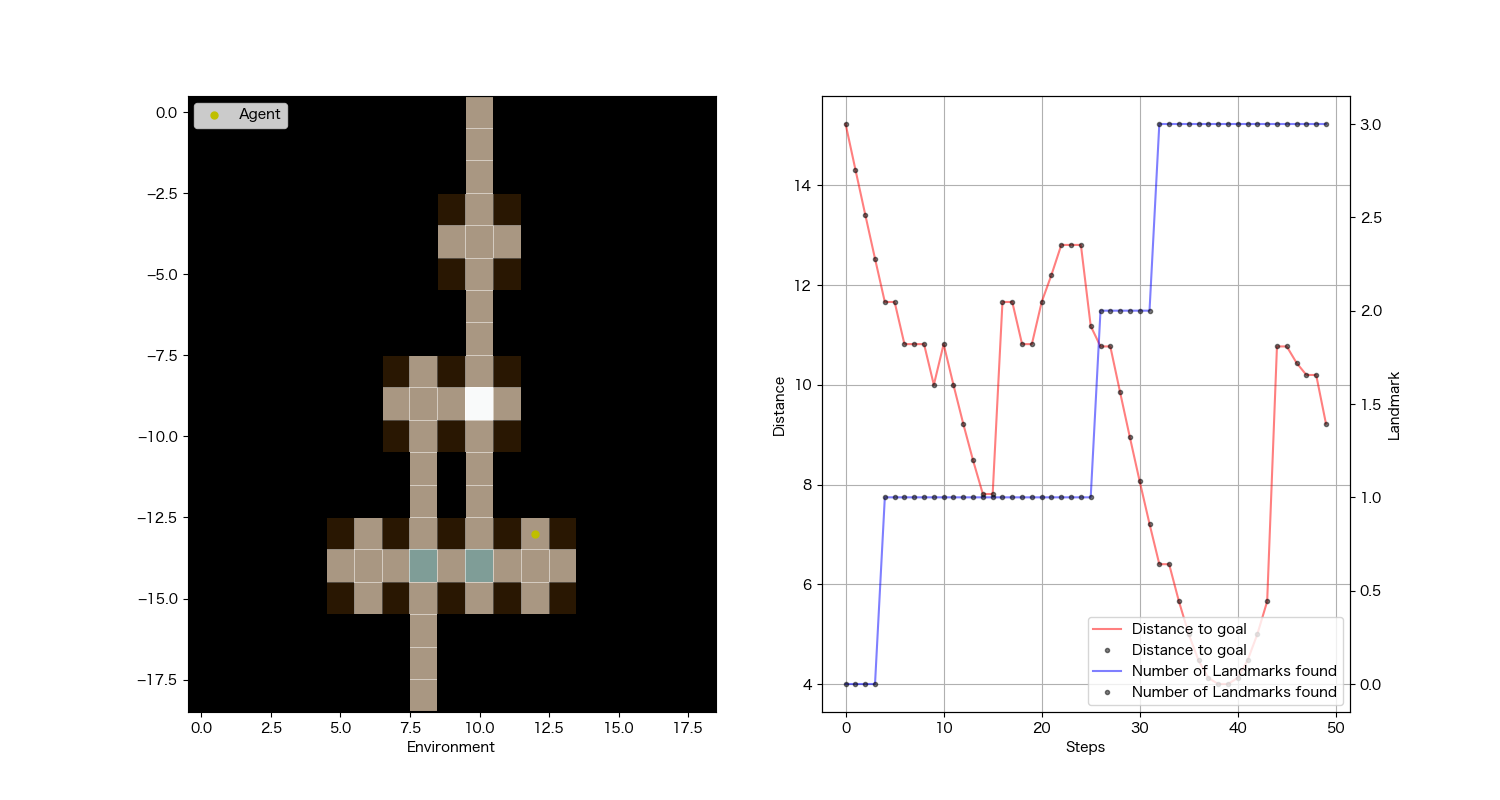 Agent
0.0
−2.5
−5.0
−7.5
−10.0
−12.5
−15.0
−17.5
0.0 2.5 5.0 7.5 10.0 12.5 15.0 17.5
Environment
14
12
10
8
6
4
Distance
3.0
2.5
2.0
1.5
1.0
0.5
0.0
Landmark
Distance to goal
Distance to goal
Number of Landmarks found
Number of Landmarks found
0 10 20 30 40 50
Steps